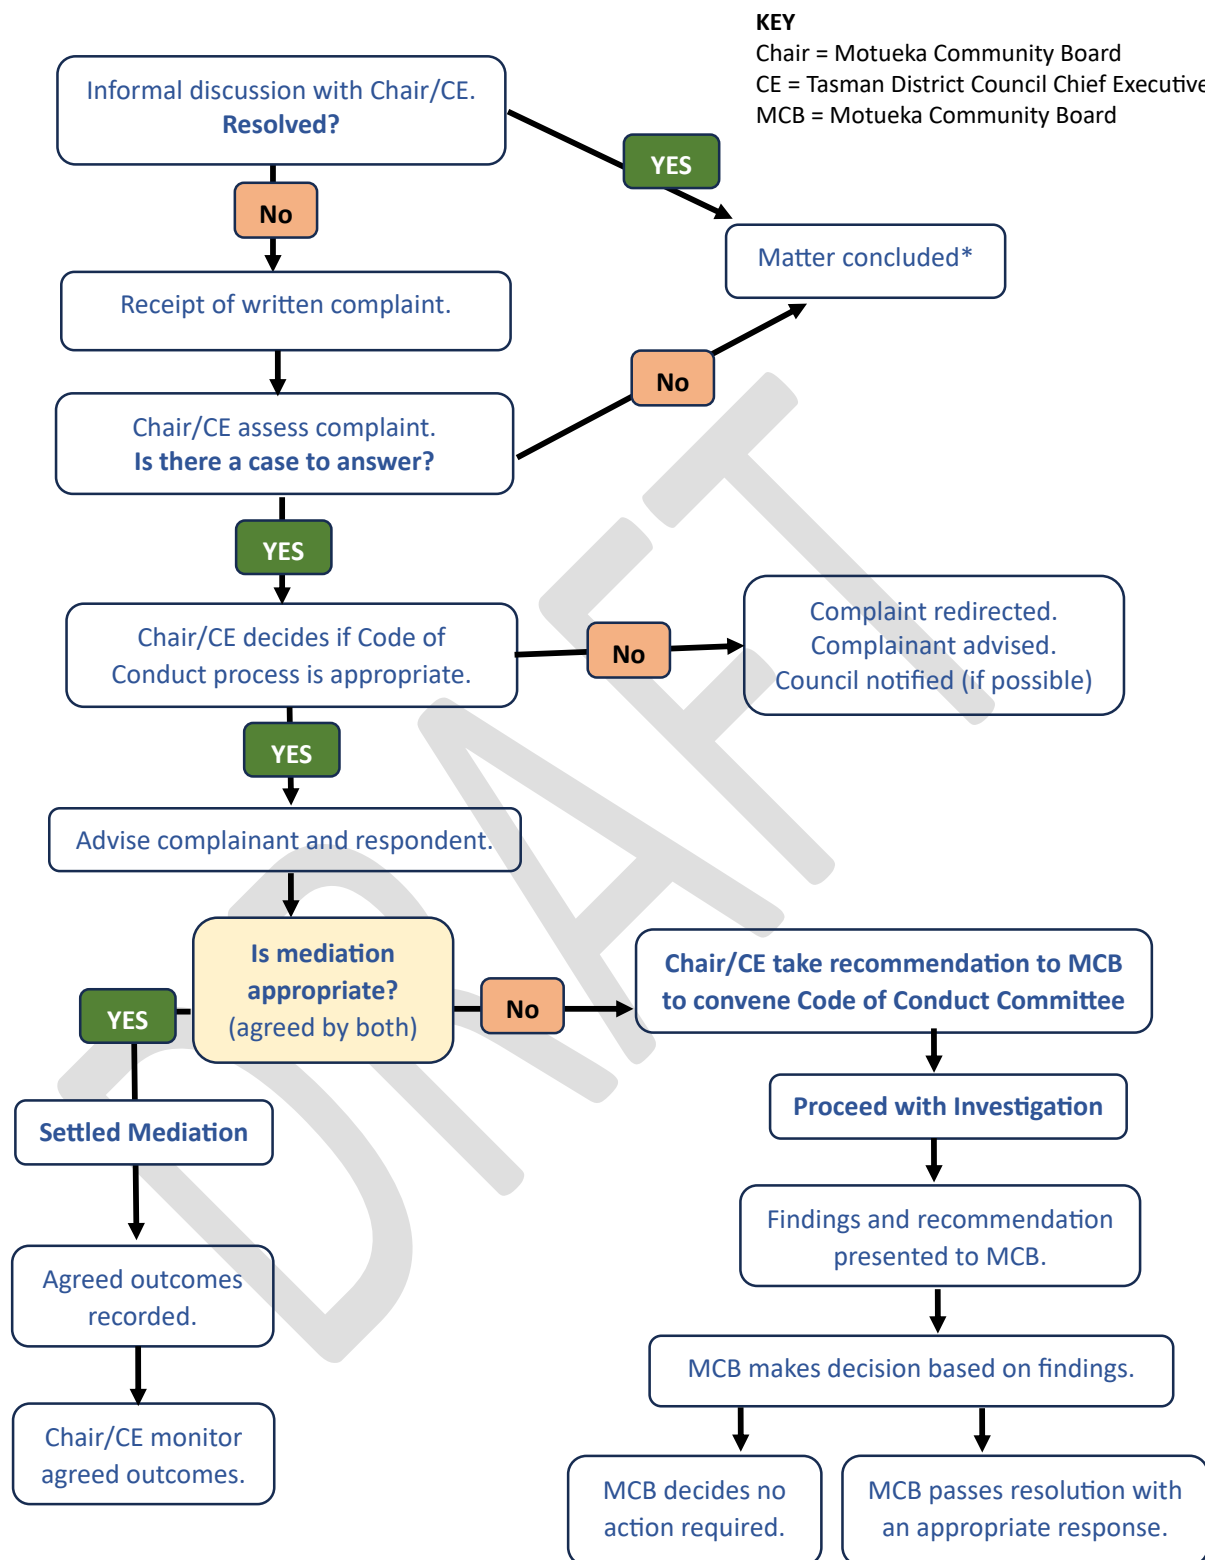 KEY
Chair = Motueka Community Board
CE = Tasman District Council Chief Executive
MCB = Motueka Community Board
Informal discussion with Chair/CE.
Resolved?
YES
No
Matter concluded*
Receipt of written complaint.
No
Chair/CE assess complaint.
Is there a case to answer?
YES
Chair/CE decides if Code of
Conduct process is appropriate.
No
Complaint redirected.
Complainant advised.
Council notified (if possible)
YES
Advise complainant and respondent.
Is mediation
appropriate?
(agreed by both)
YES
No
Chair/CE take recommendation to MCB
to convene Code of Conduct Committee
Settled Mediation
Proceed with Investigation
Agreed outcomes
recorded.
Findings and recommendation
presented to MCB.
Chair/CE monitor
agreed outcomes.
MCB makes decision based on findings.
MCB decides no
action required.
MCB passes resolution with
an appropriate response.
DRAFT